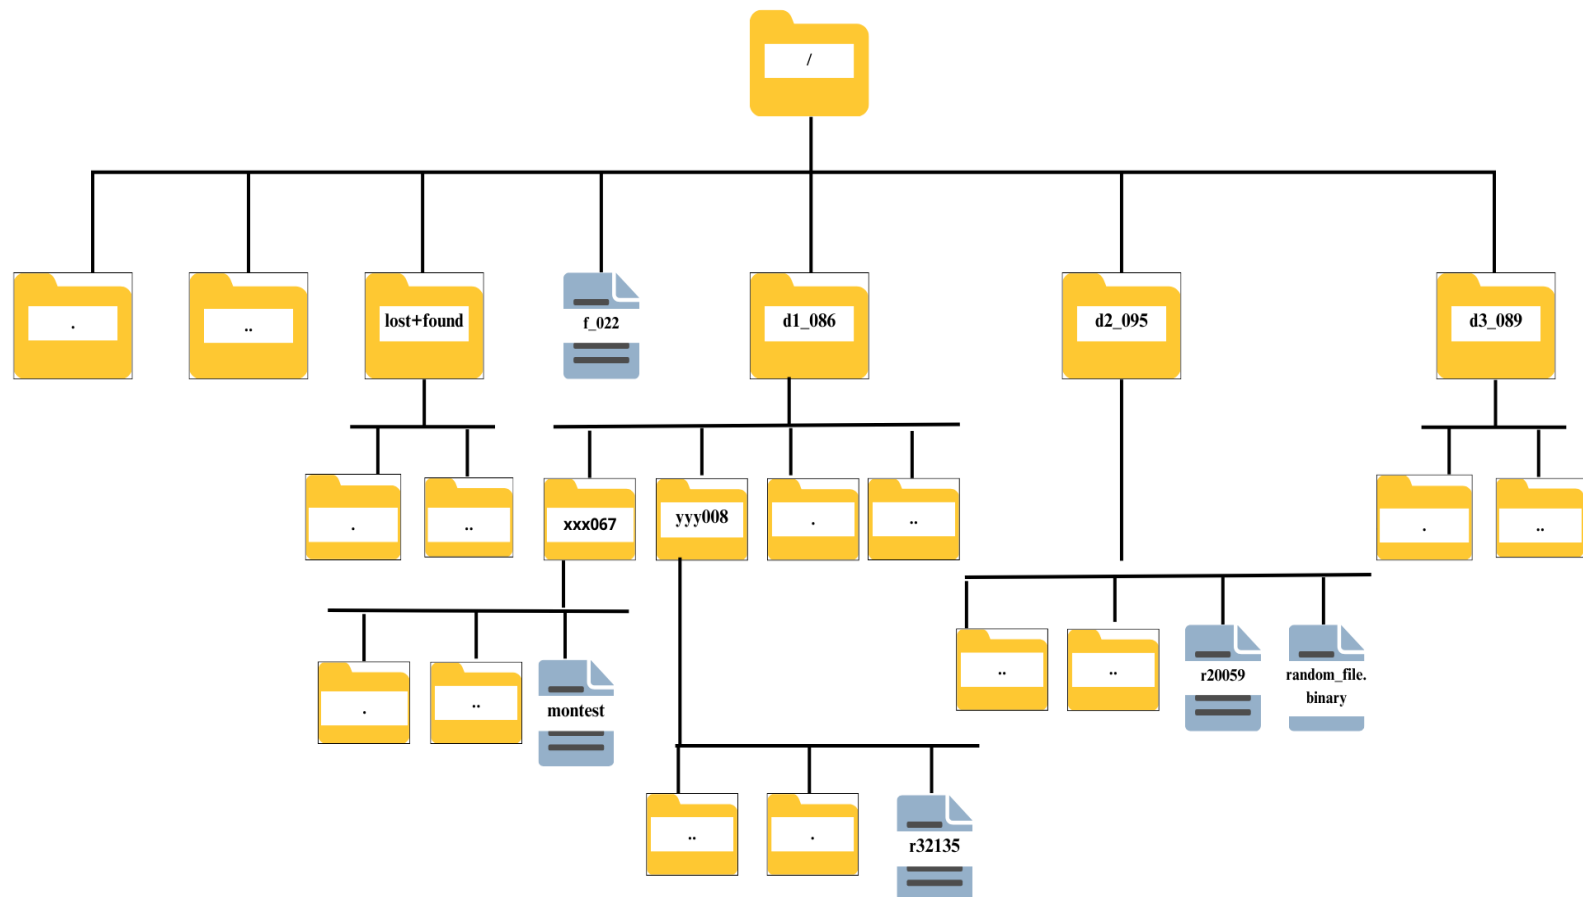 /
.
..
lost+found
f_022
d1_086
d2_095
d3_089
.
..
xxx067
yyy008
.
..
.
..
.
..
montest
..
..
r20059
random_file.
binary
..
.
r32135